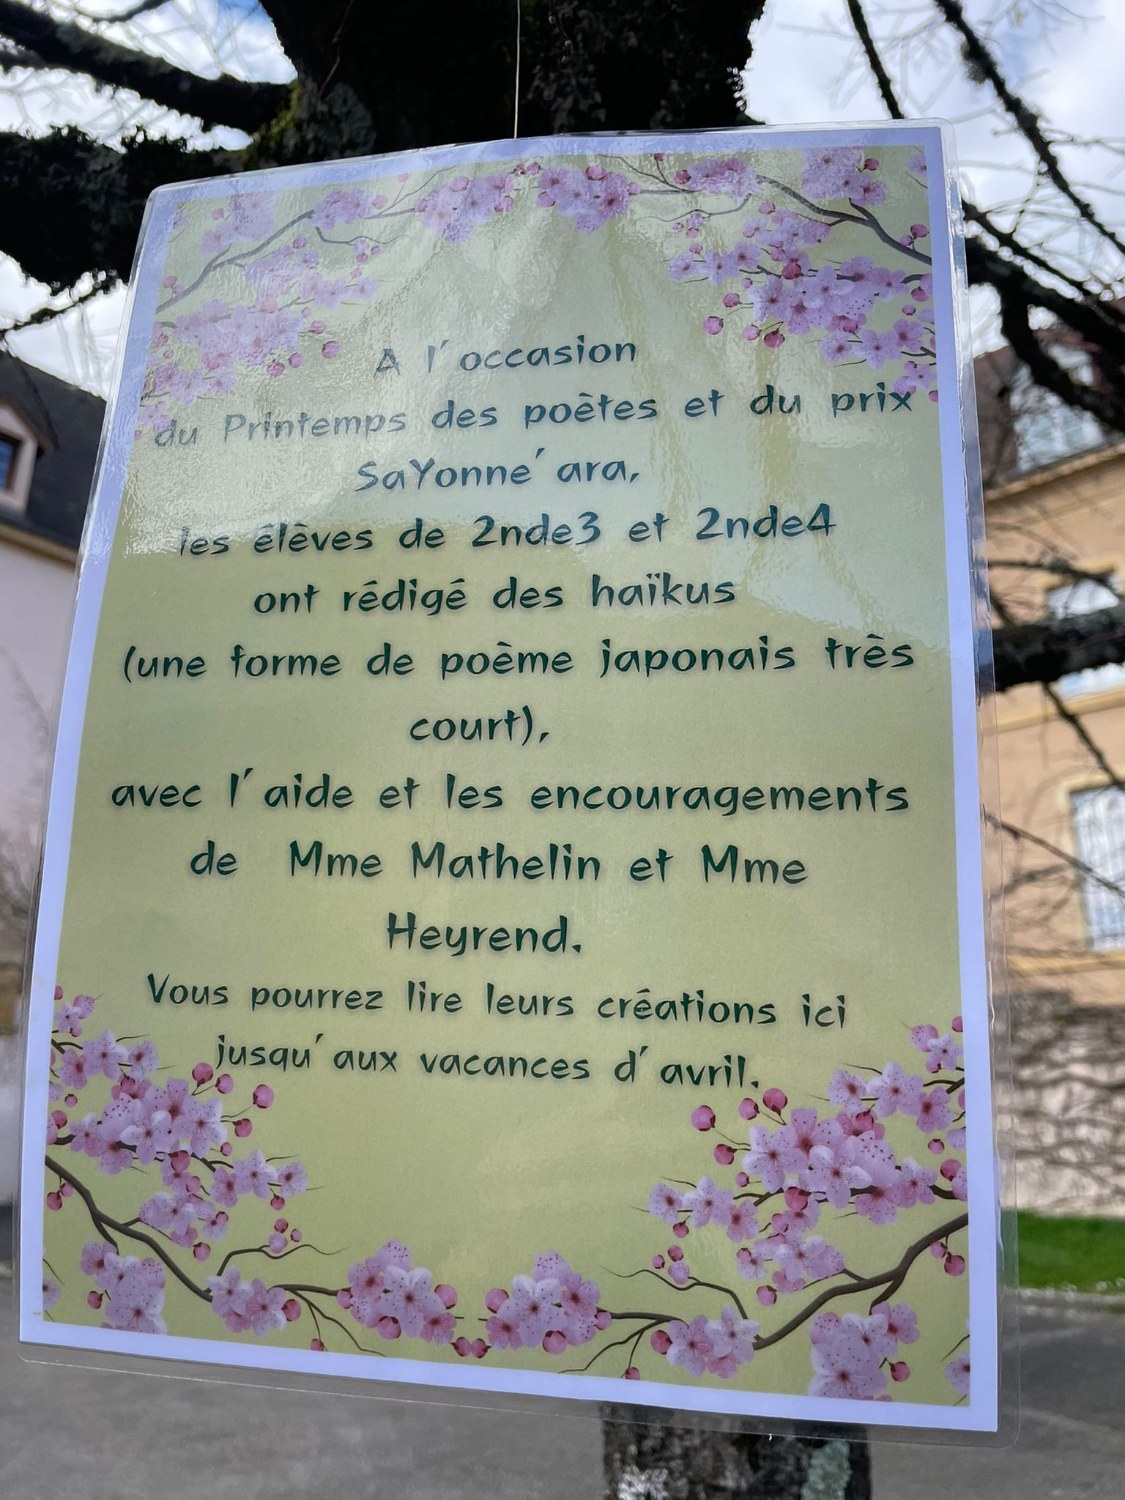 A l'occasion
du Printemps des poètes et du prix
SaYonne'ara,
les élèves de 2nde3 et 2nde4
ont rédigé des haïkus
(une forme de poème japonais très
court),
avec l'aide et les encouragements
de Mme Mathelin et Mme
Heyrend.
Vous pourrez lire leurs créations ici
jusqu'aux vacances d'avril.